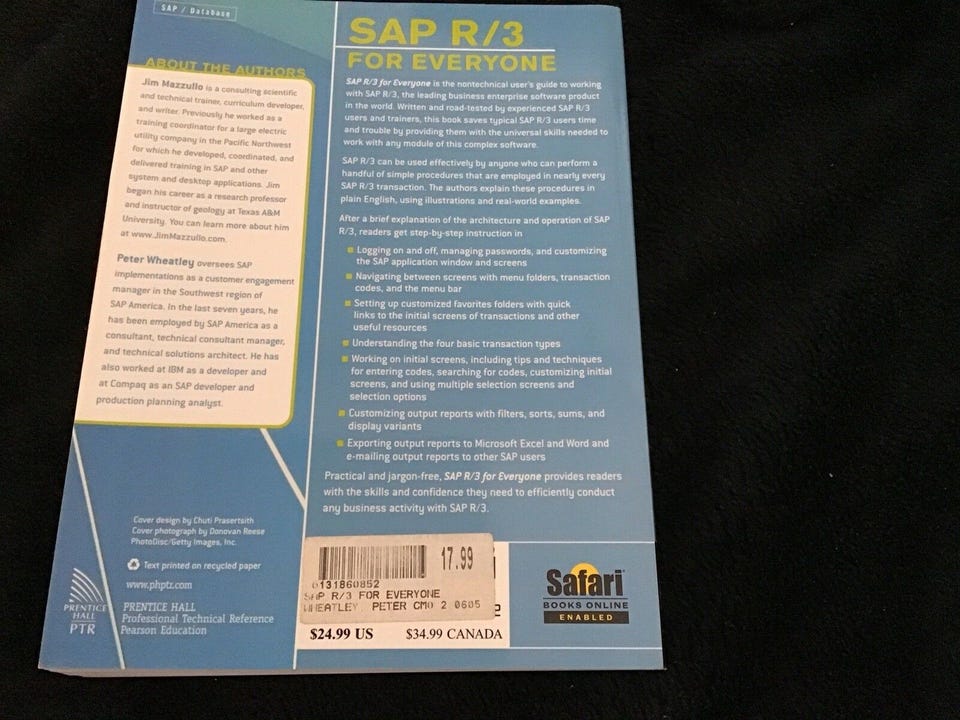 SAP / Database
ABOUT THE AUTHORS
Jim Mazzullo is a consulting scientific
and technical trainer, curriculum developer,
and writer. Previously he worked as a
training coordinator for a large electric
utility company in the Pacific Northwest
for which he developed, coordinated, and
delivered training in SAP and other
system and desktop applications. Jim
began his career as a research professor
and instructor of geology at Texas A&M
University. You can learn more about him
at www.JimMazzullo.com.
Peter Wheatley oversees SAP
implementations as a customer engagement
manager in the Southwest region of
SAP America. In the last seven years, he
has been employed by SAP America as a
consultant, technical consultant manager,
and technical solutions architect. He has
also worked at IBM as a developer and
at Compaq as an SAP developer and
production planning analyst.
Cover design by Chuti Prasertsith
Cover photograph by Donovan Reese
PhotoDisc/Getty Images, Inc.
Text printed on recycled paper
www.phptr.com
PRENTICE
HALL
PTR
PRENTICE HALL
Professional Technical Reference
Pearson Education
SAP R/3
FOR EVERYONE
SAP R/3 for Everyone is the nontechnical user's guide to working
with SAP R/3, the leading business enterprise software product
in the world. Written and road-tested by experienced SAP R/3
users and trainers, this book saves typical SAP R/3 users time
and trouble by providing them with the universal skills needed to
work with any module of this complex software.
SAP R/3 can be used effectively by anyone who can perform a
handful of simple procedures that are employed in nearly every
SAP R/3 transaction. The authors explain these procedures in
plain English, using illustrations and real-world examples.
After a brief explanation of the architecture and operation of SAP
R/3, readers get step-by-step instruction in
Logging on and off, managing passwords, and customizing
the SAP application window and screens
Navigating between screens with menu folders, transaction
codes, and the menu bar
Setting up customized favorites folders with quick
links to the initial screens of transactions and other
useful resources
Understanding the four basic transaction types
Working on initial screens, including tips and techniques
for entering codes, searching for codes, customizing initial
screens, and using multiple selection screens and
selection options
Customizing output reports with filters, sorts, sums, and
display variants
Exporting output reports to Microsoft Excel and Word and
e-mailing output reports to other SAP users
Practical and jargon-free, SAP R/3 for Everyone provides readers
with the skills and confidence they need to efficiently conduct
any business activity with SAP R/3.
17.99
0131860852
SAP R/3 FOR EVERYONE
WHEATLEY, PETER CMO 2 0605
$24.99 US $34.99 CANADA
Safari
BOOKS ONLINE
ENABLED